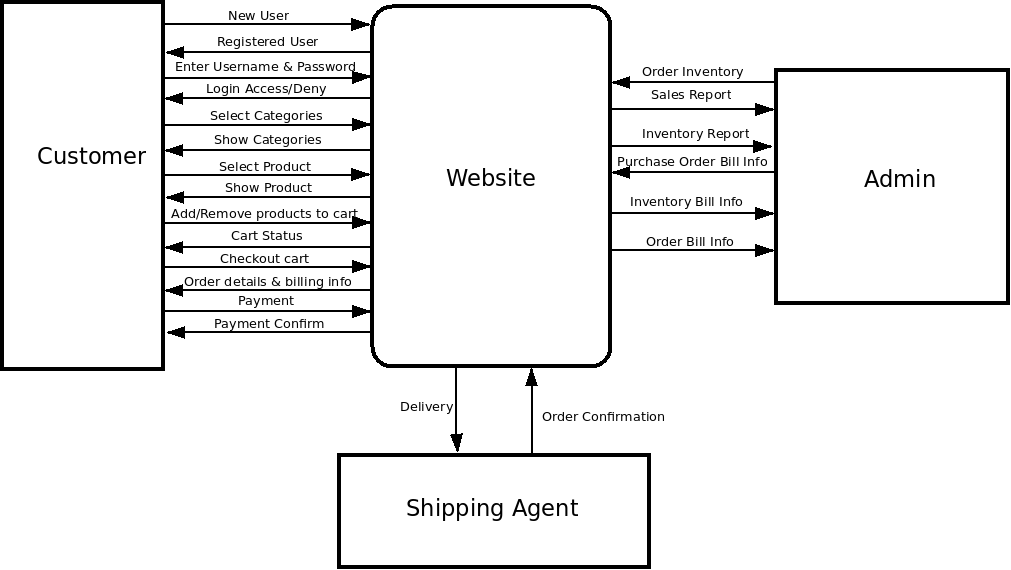 New User
Registered User
Enter Username & Password
Login Access/Deny
Select Categories
Show Categories
Select Product
Show Product
Add/Remove products to cart
Cart Status
Checkout cart
Order details & billing info
Payment
Payment Confirm
Customer
Website
Order Inventory
Sales Report
Inventory Report
Purchase Order Bill Info
Inventory Bill Info
Order Bill Info
Admin
Delivery
Order Confirmation
Shipping Agent